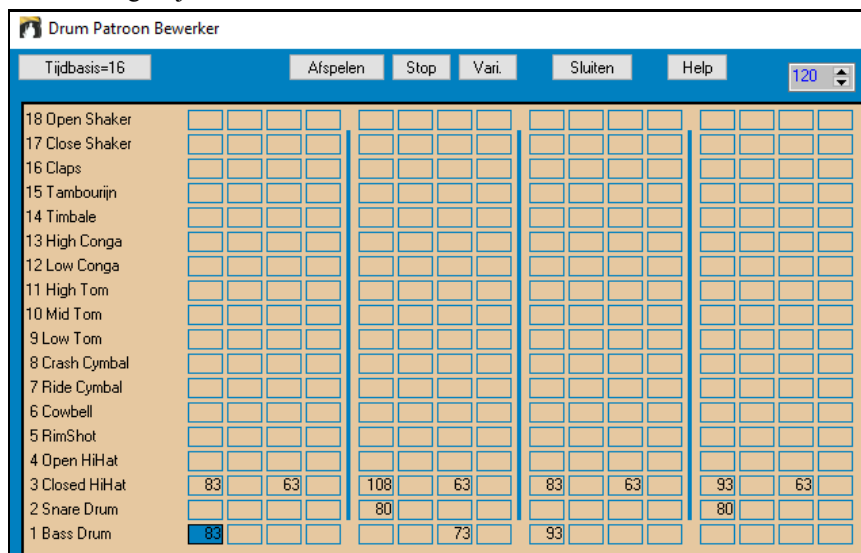 Drum Patroon Bewerker
Tijdbasis=16 Afspelen Stop Vari. Sluiten Help 120
18 Open Shaker
17 Close Shaker
16 Claps
15 Tambourijn
14 Timbale
13 High Conga
12 Low Conga
11 High Tom
10 Mid Tom
9 Low Tom
8 Crash Cymbal
7 Ride Cymbal
6 Cowbell
5 RimShot
4 Open HiHat
3 Closed HiHat 83 63 108 63 83 63 93 63
2 Snare Drum 80 80
1 Bass Drum 83 73 93